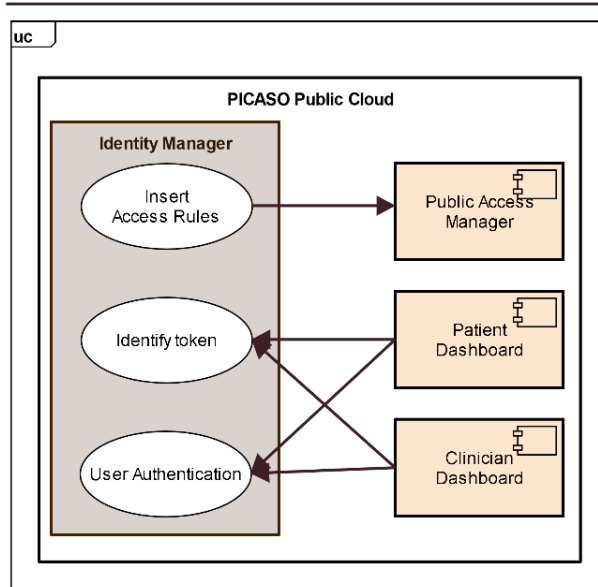 uc
PICASO Public Cloud
Identity Manager
Insert
Access Rules
Public Access
Manager
Identify token
Patient
Dashboard
User Authentication
Clinician
Dashboard